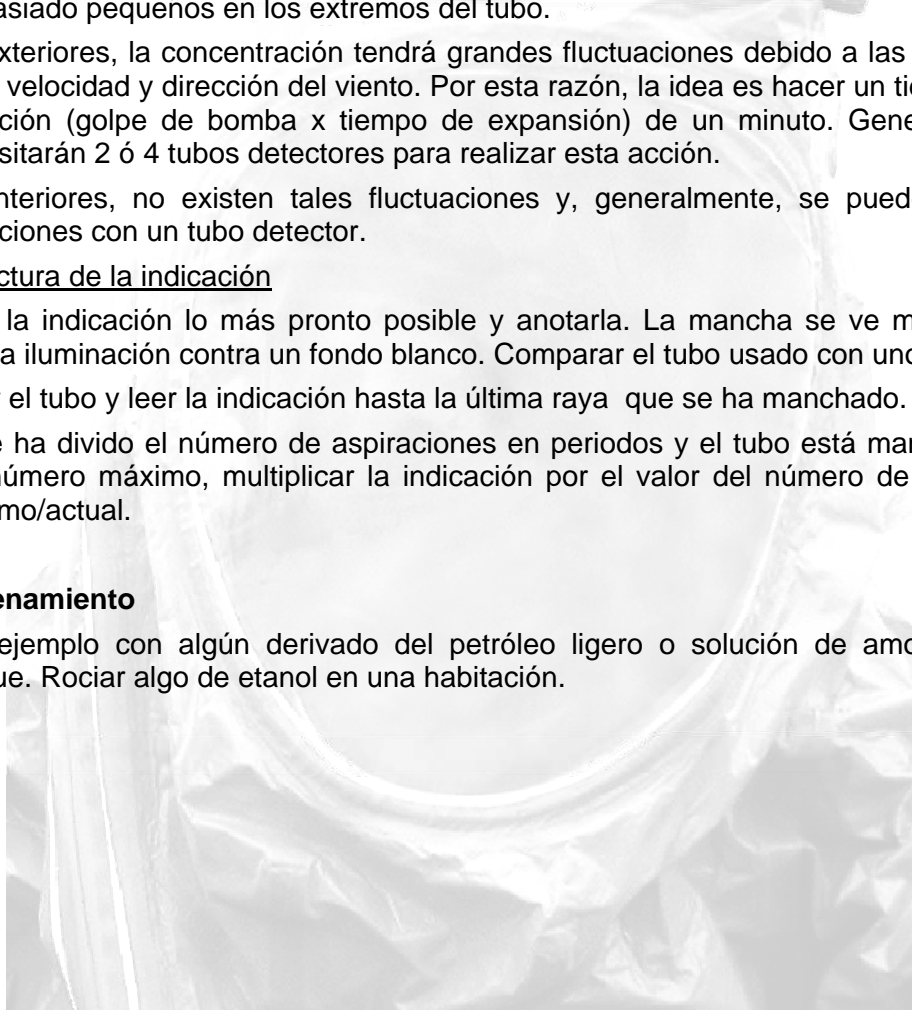 asiado pequeños en los extremos del tubo.
xteriores, la concentración tendrá grandes fluctuaciones debido a las
velocidad y dirección del viento. Por esta razón, la idea es hacer un tie
ción (golpe de bomba x tiempo de expansión) de un minuto. Gene
sitarán 2 ó 4 tubos detectores para realizar esta acción.
nteriores, no existen tales fluctuaciones y, generalmente, se pued
ciones con un tubo detector.
ctura de la indicación
la indicación lo más pronto posible y anotarla. La mancha se ve m
a iluminación contra un fondo blanco. Comparar el tubo usado con uno
el tubo y leer la indicación hasta la última raya que se ha manchado.
e ha divido el número de aspiraciones en periodos y el tubo está mar
número máximo, multiplicar la indicación por el valor del número de
mo/actual.
enamiento
ejemplo con algún derivado del petróleo ligero o solución de amo
ue. Rociar algo de etanol en una habitación.